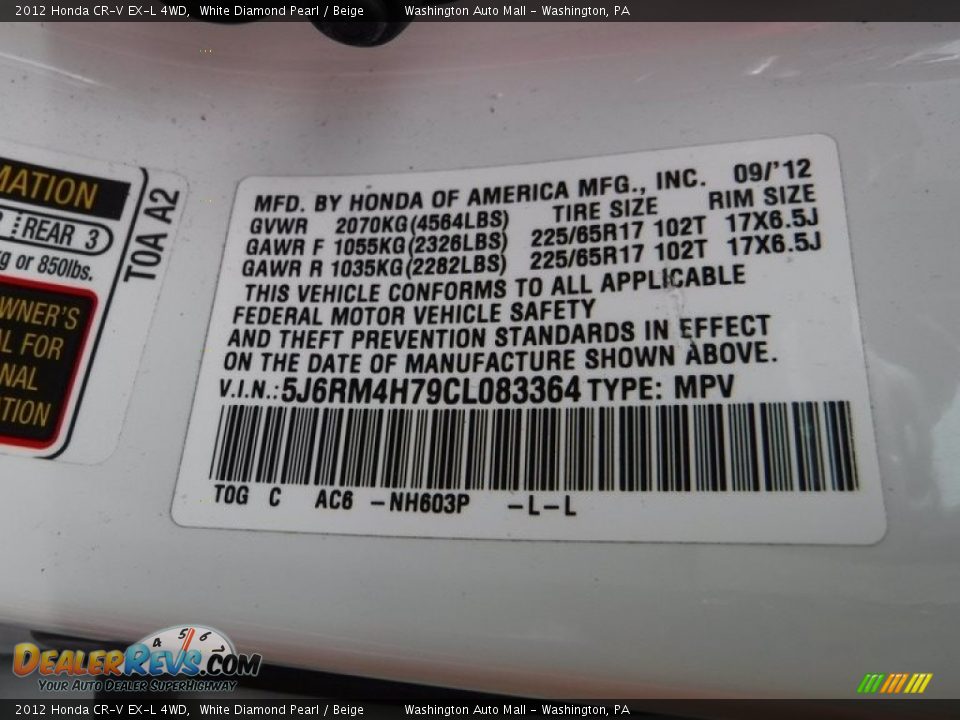 2012 Honda CR-V EX-L 4WD, White Diamond Pearl / Beige Washington Auto Mall - Washington, PA
MATION
REAR 3
or 850lbs.
TOA A2
WNER'S
FOR
MFD. BY HONDA OF AMERICA MFG., INC. 09/'12
GVWR 2070KG(4564LBS) TIRE SIZE RIM SIZE
GAWR F 1055KG(2326LBS) 225/65R17 102T 17X6.5J
GAWR R 1035KG(2282LBS) 225/65R17 102T 17X6.5J
THIS VEHICLE CONFORMS TO ALL APPLICABLE
FEDERAL MOTOR VEHICLE SAFETY
AND THEFT PREVENTION STANDARDS IN EFFECT
ON THE DATE OF MANUFACTURE SHOWN ABOVE.
V.I.N.: 5J6RM4H79CL083364 TYPE: MPV
T0G C AC6 -NH603P -L-L
4 5 6
DEALERREVS.COM
YOUR AUTO DEALER SUPERHIGHWAY
2012 Honda CR-V EX-L 4WD, White Diamond Pearl / Beige Washington Auto Mall - Washington, PA